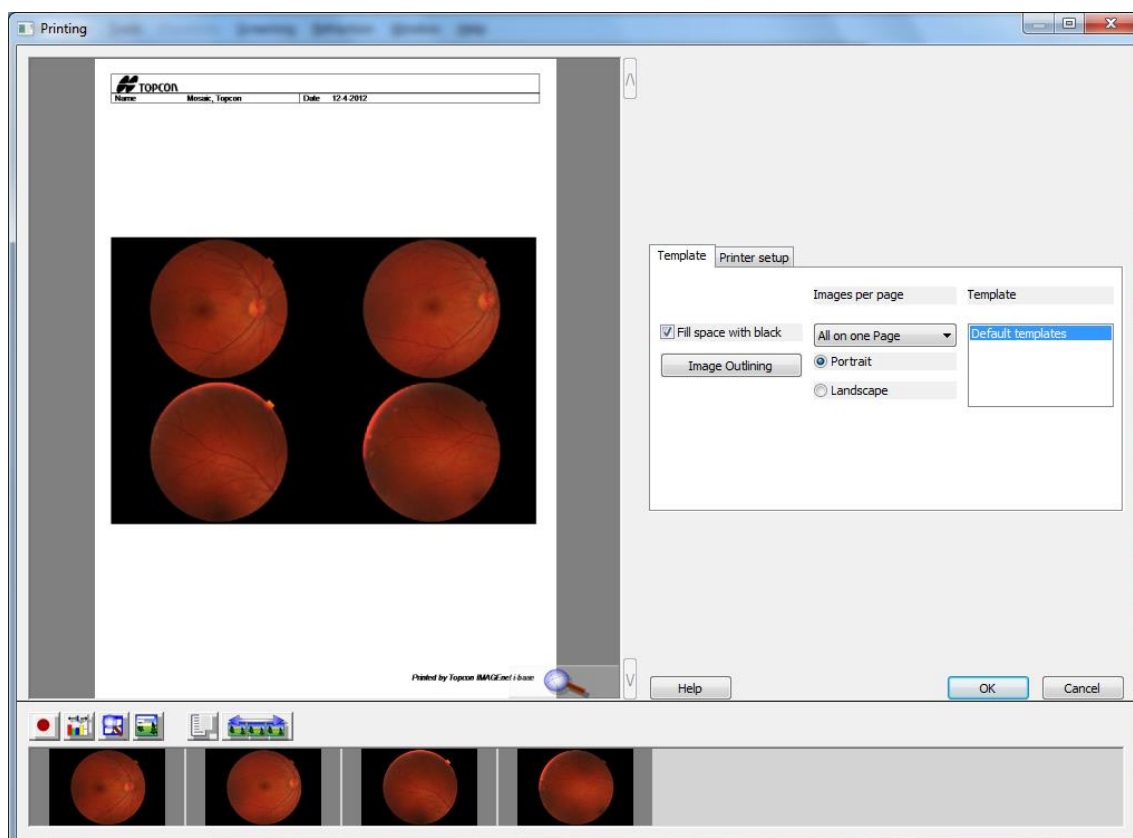 Printing
TOPCON
Name Mosaic, Topcon Date 12-4-2012
Printed by Topcon IMAGEnet i-base
Template Printer setup
Images per page Template
Fill space with black All on one Page Default templates
Image Outlining Portrait
Landscape
Help OK Cancel